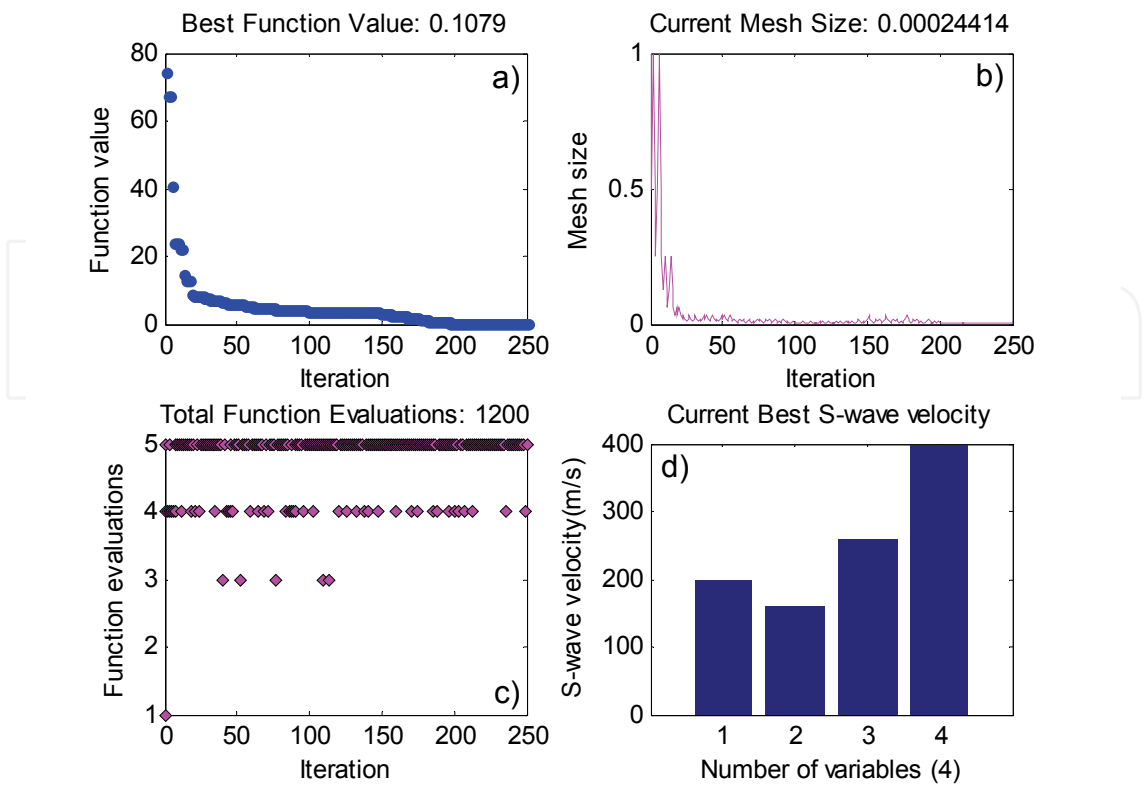 Best Function Value: 0.1079
80
60
40
20
0
Function value
a)
0 50 100 150 200 250
Iteration
Current Mesh Size: 0.00024414
1
0.5
0
Mesh size
b)
0 50 100 150 200 250
Iteration
Total Function Evaluations: 1200
5
4
3
2
1
Function evaluations
c)
0 50 100 150 200 250
Iteration
Current Best S-wave velocity
400
300
200
100
0
S-wave velocity(m/s)
d)
1 2 3 4
Number of variables (4)